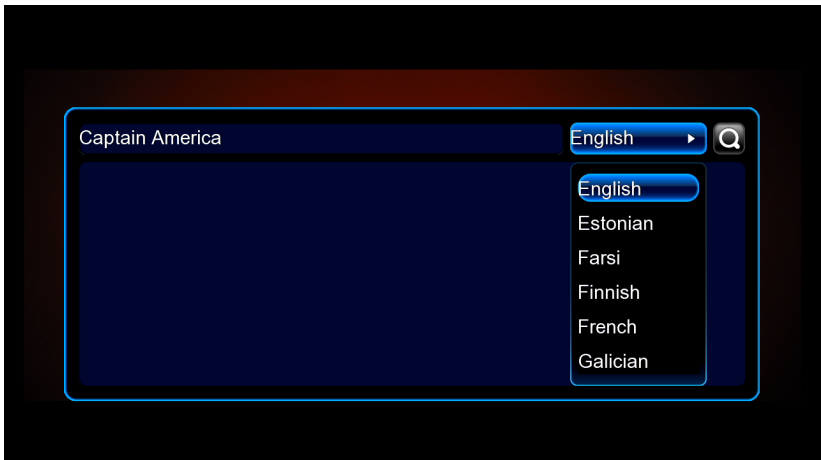 Captain America
English
English
Estonian
Farsi
Finnish
French
Galician